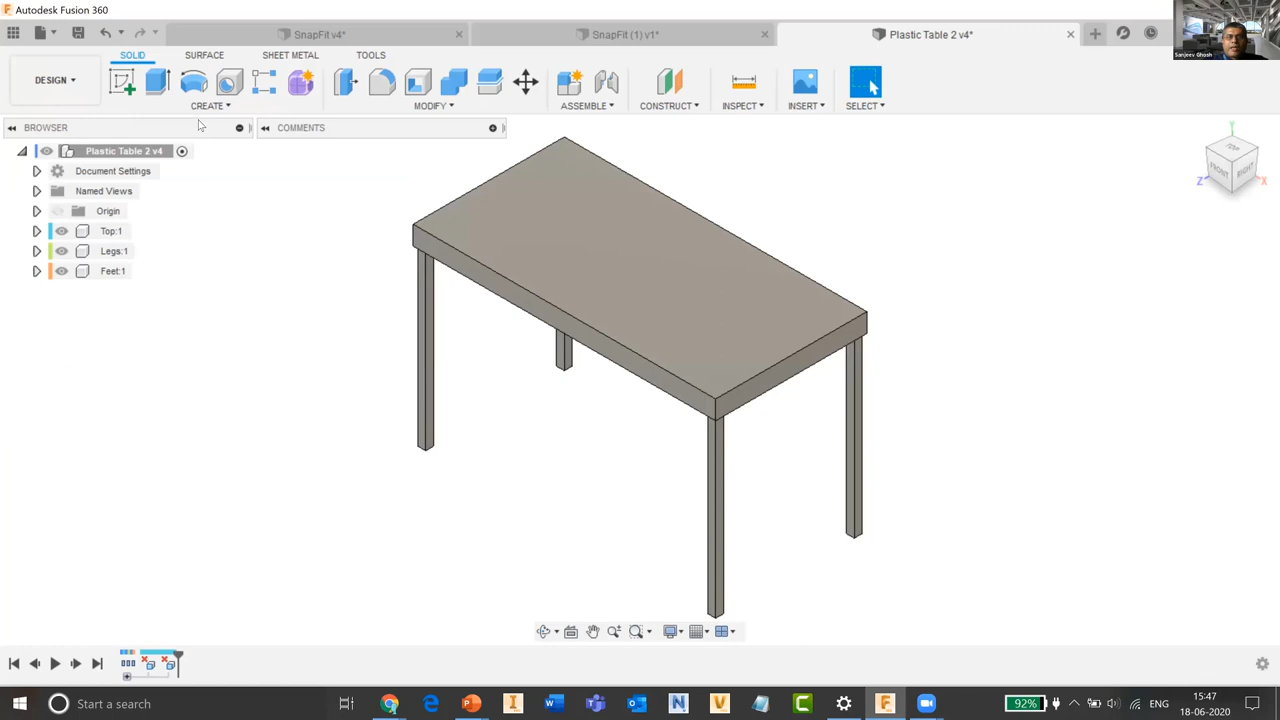 Autodesk Fusion 360
SnapFit v4*
SnapFit (1) v1*
Plastic Table 2 v4*
Sanjeev Ghosh
SOLID
SURFACE
SHEET METAL
TOOLS
DESIGN
CREATE
MODIFY
ASSEMBLE
CONSTRUCT
INSPECT
INSERT
SELECT
BROWSER
COMMENTS
Plastic Table 2 v4
Document Settings
Named Views
Origin
Top:1
Legs:1
Feet:1
Y
TOP
FRONT
RIGHT
Z
X
Start a search
92%
ENG
15:47
18-06-2020